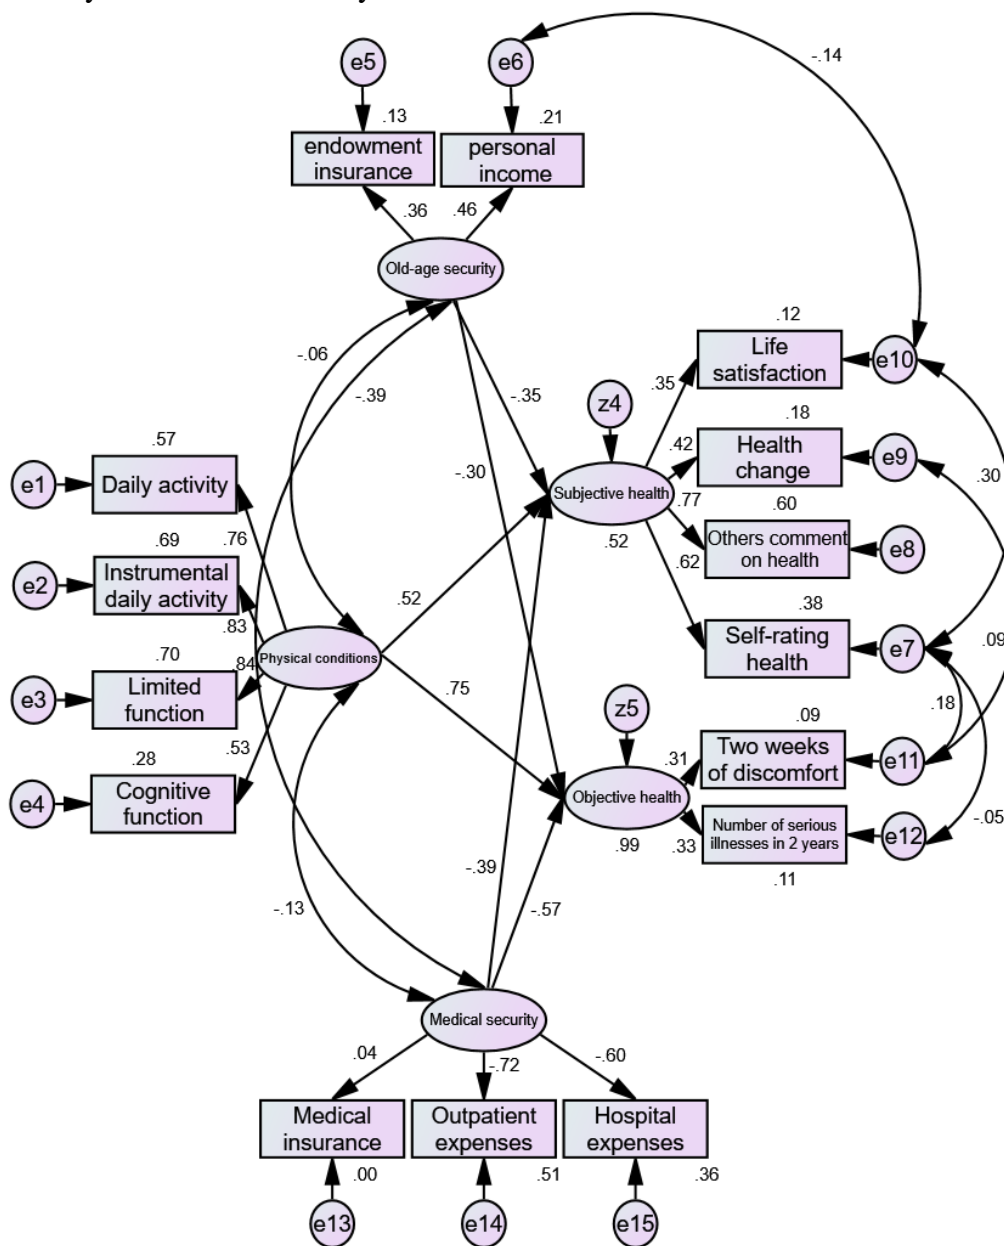 e5
e6
-.14
.13
.21
endowment
insurance
personal
income
.36
.46
Old-age security
.12
-.06
Life
satisfaction
e10
-.39
-.35
.35
z4
.18
.57
.42
Health
change
e9
e1
Daily activity
-.30
.30
Subjective health
.77
.60
.76
.69
.52
Others comment
on health
e8
e2
Instrumental
daily activity
.62
.52
.38
.83
Self-rating
health
e7
.09
Physical conditions
.70
.84
.75
e3
Limited
function
z5
.18
.09
.53
.31
Two weeks
of discomfort
e11
.28
e4
Cognitive
function
Objective health
-.05
Number of serious
illnesses in 2 years
e12
.99
.33
-.39
.11
-.13
-.57
Medical security
.04
-.72
-.60
Medical
insurance
Outpatient
expenses
Hospital
expenses
.00
.51
.36
e13
e14
e15